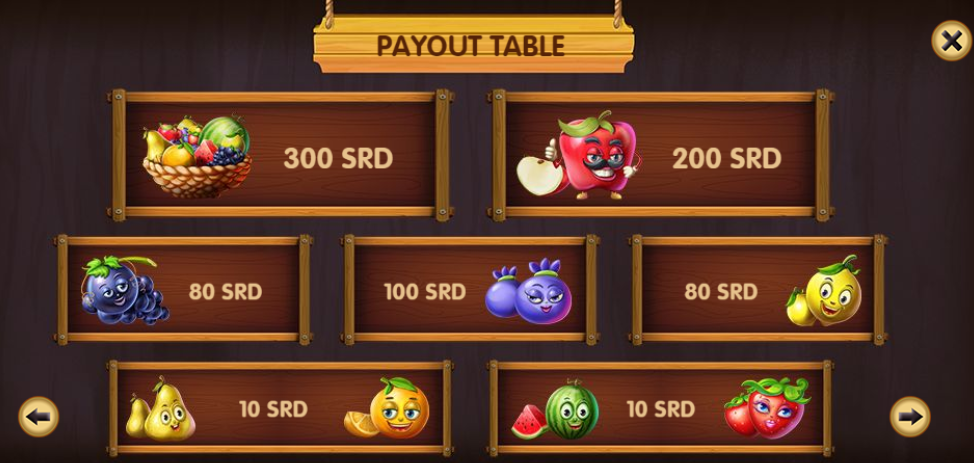 PAYOUT TABLE
300 SRD
200 SRD
80 SRD
100 SRD
80 SRD
10 SRD
10 SRD